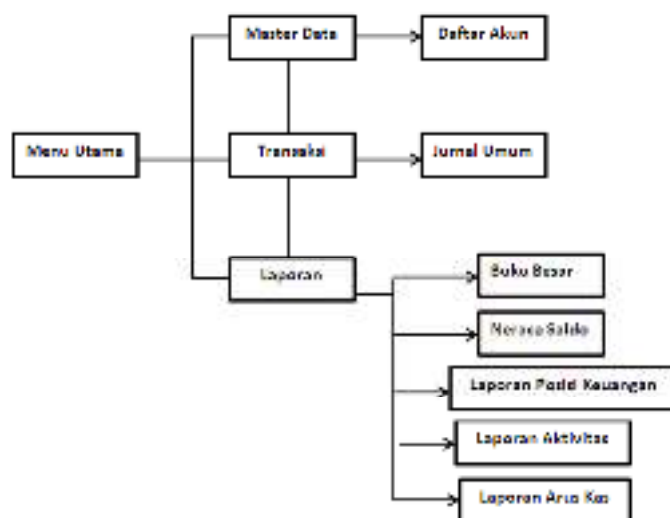 Master Data
Daftar Akun
Menu Utama
Transaksi
Jurnal Umum
Laporan
Buku Besar
Neraca Saldo
Laporan Posisi Keuangan
Laporan Aktivitas
Laporan Arus Kas